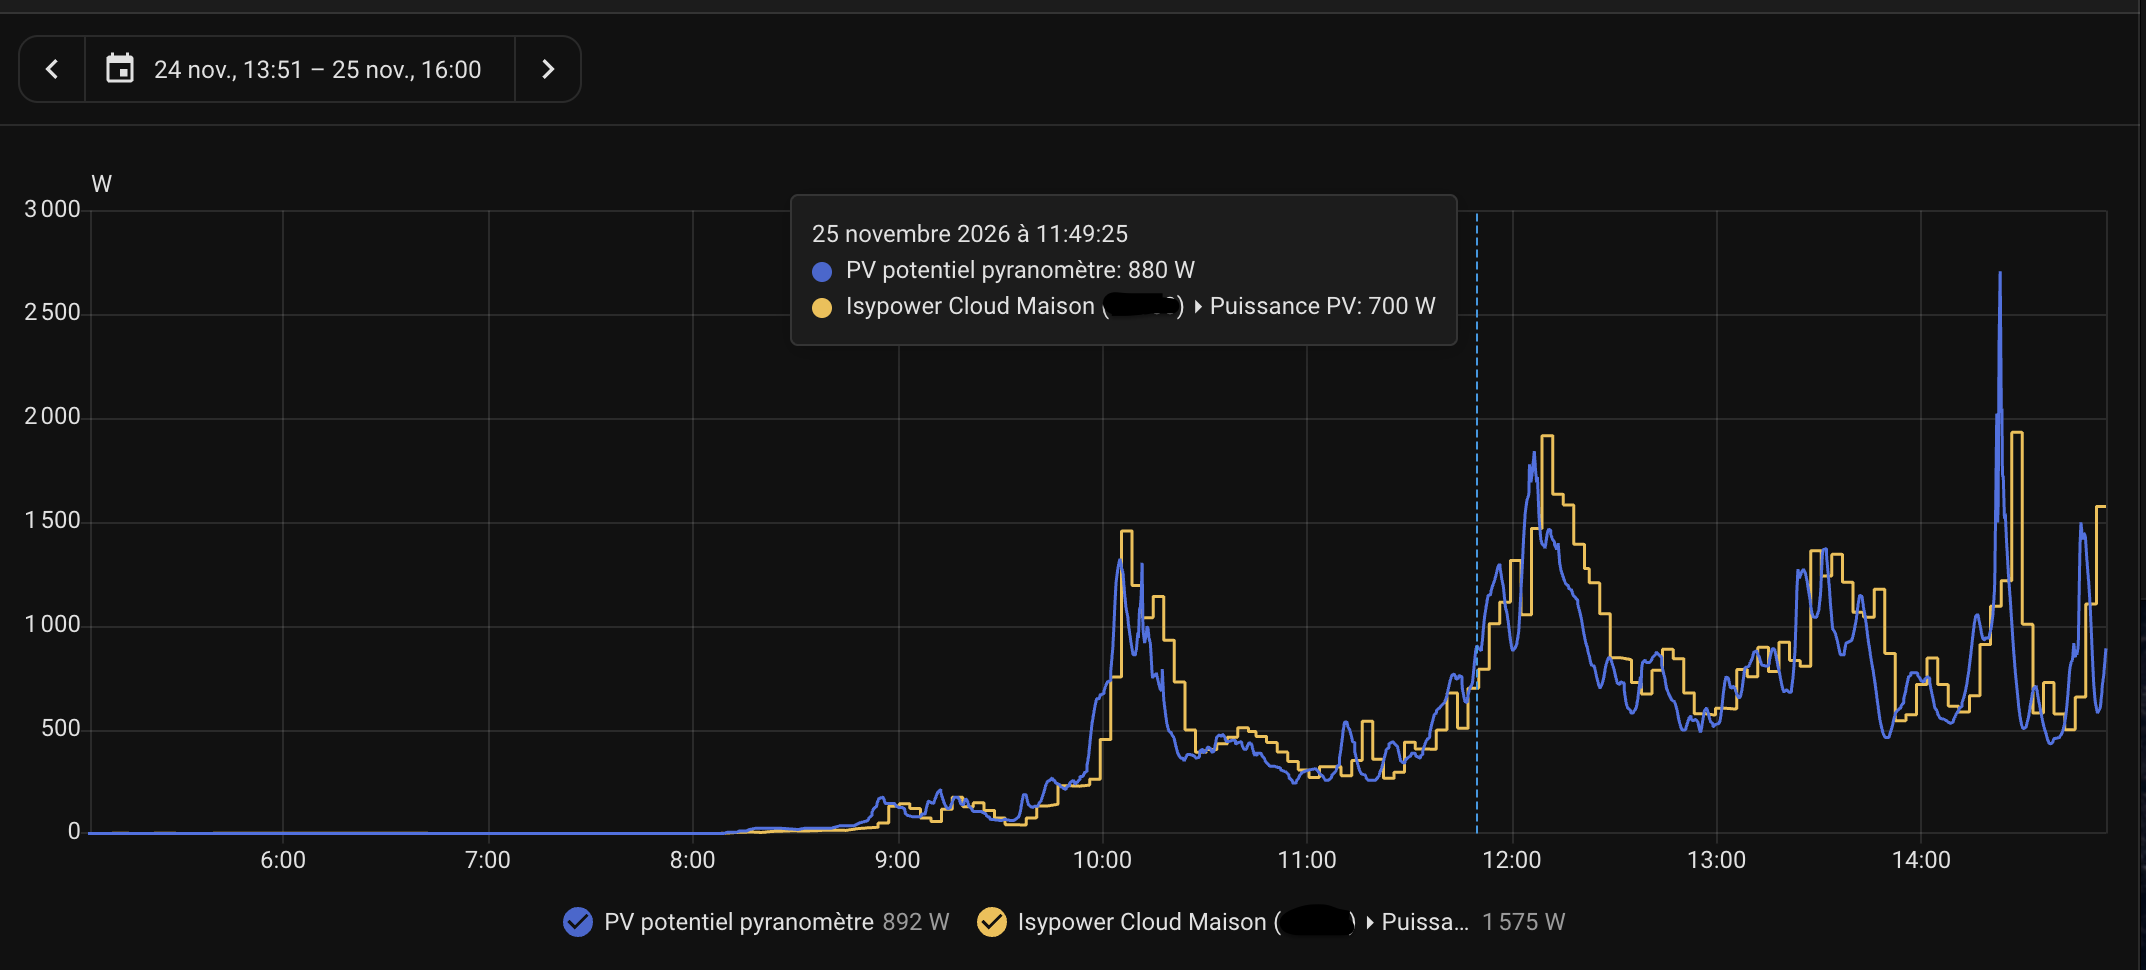 24 nov., 13:51 – 25 nov., 16:00
W
3 000
2 500
2 000
1 500
1 000
500
0
25 novembre 2026 à 11:49:25
PV potentiel pyranomètre: 880 W
Isypower Cloud Maison ( ) ▸ Puissance PV: 700 W
6:00 7:00 8:00 9:00 10:00 11:00 12:00 13:00 14:00
PV potentiel pyranomètre 892 W Isypower Cloud Maison ( ) ▸ Puissa... 1 575 W